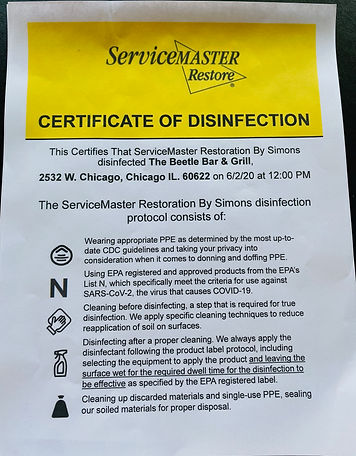 ServiceMASTER
Restore®
CERTIFICATE OF DISINFECTION
This Certifies That ServiceMaster Restoration By Simons
disinfected The Beetle Bar & Grill,
2532 W. Chicago, Chicago IL. 60622 on 6/2/20 at 12:00 PM
The ServiceMaster Restoration By Simons disinfection
protocol consists of:
Wearing appropriate PPE as determined by the most up-to-
date CDC guidelines and taking your privacy into
consideration when it comes to donning and doffing PPE.
N
Using EPA registered and approved products from the EPA's
List N, which specifically meet the criteria for use against
SARS-CoV-2, the virus that causes COVID-19.
Cleaning before disinfecting, a step that is required for true
disinfection. We apply specific cleaning techniques to reduce
reapplication of soil on surfaces.
Disinfecting after a proper cleaning. We always apply the
disinfectant following the product label protocol, including
selecting the equipment to apply the product and leaving the
surface wet for the required dwell time for the disinfection to
be effective as specified by the EPA registered label.
Cleaning up discarded materials and single-use PPE, sealing
our soiled materials for proper disposal.